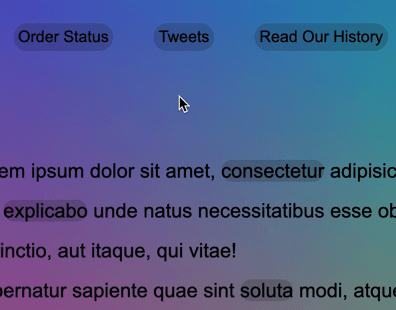 Order Status Tweets Read Our History
em ipsum dolor sit amet, consectetur adipisic
explicabo unde natus necessitatibus esse ob
inctio, aut itaque, qui vitae!
pernatur sapiente quae sint soluta modi, atque